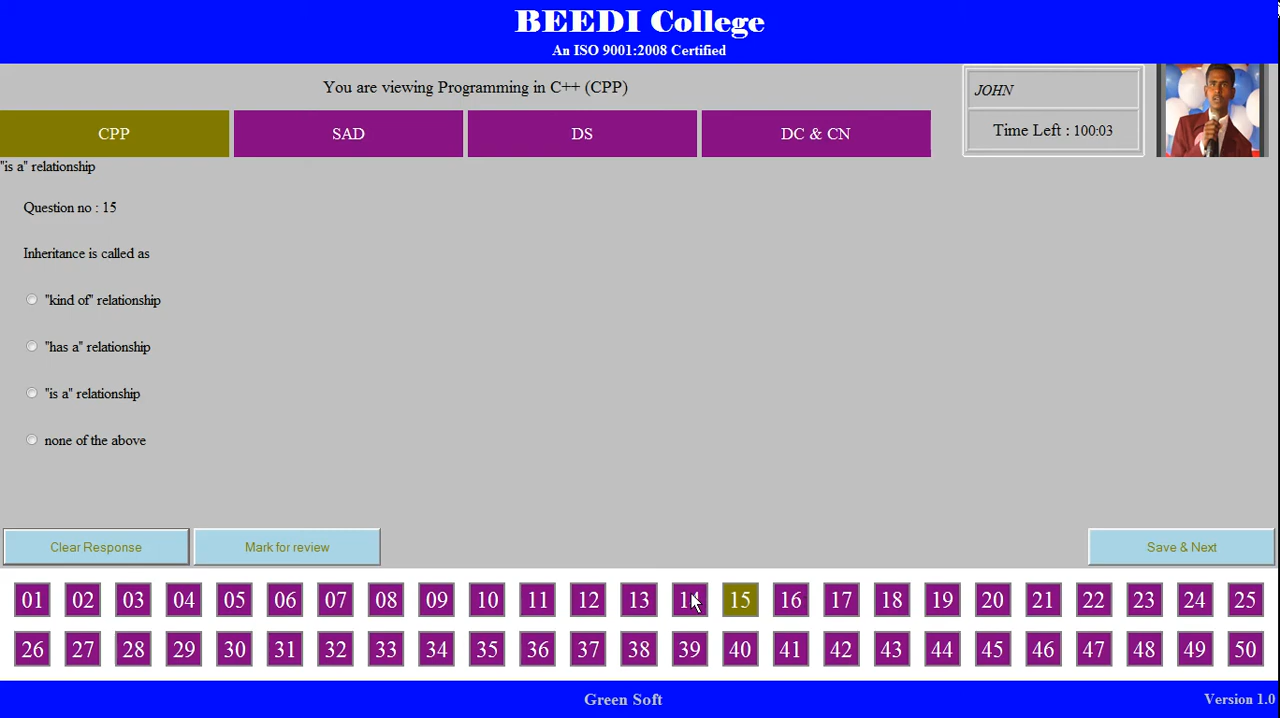 BEEDI College
An ISO 9001:2008 Certified
You are viewing Programming in C++ (CPP)
JOHN
Time Left : 100:03
CPP SAD DS DC & CN
"is a" relationship
Question no : 15
Inheritance is called as
"kind of" relationship
"has a" relationship
"is a" relationship
none of the above
Clear Response Mark for review Save & Next
01 02 03 04 05 06 07 08 09 10 11 12 13 14 15 16 17 18 19 20 21 22 23 24 25
26 27 28 29 30 31 32 33 34 35 36 37 38 39 40 41 42 43 44 45 46 47 48 49 50
Green Soft Version 1.0